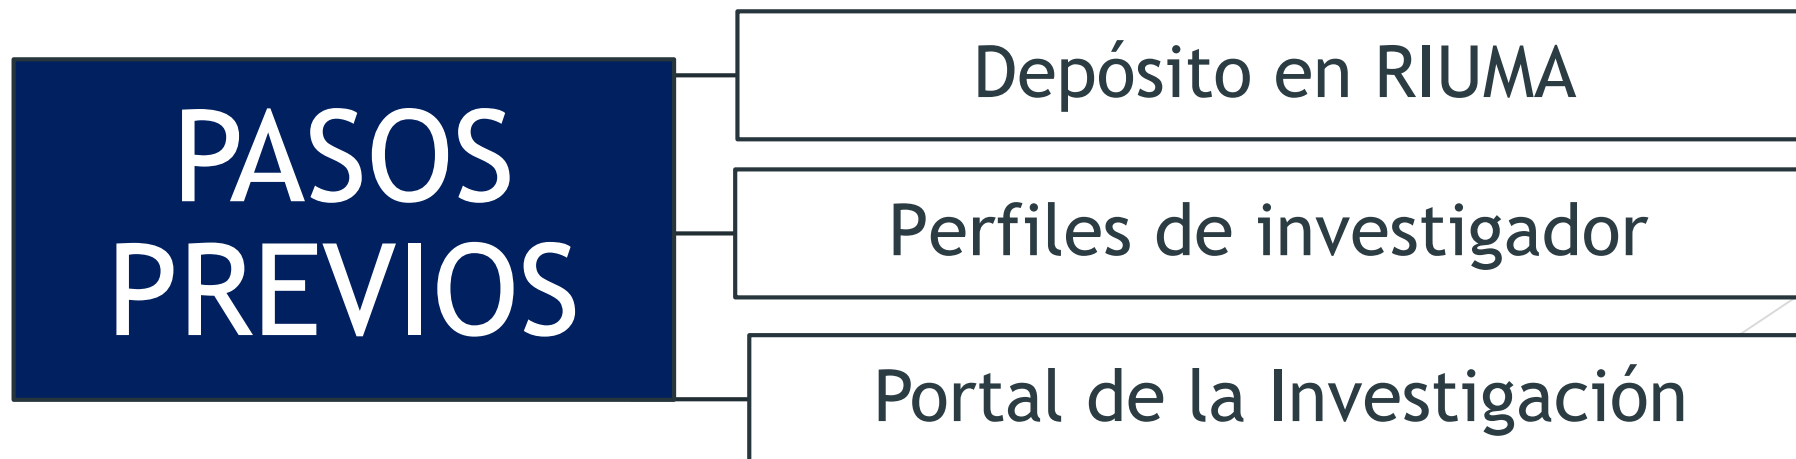 PASOS
PREVIOS
Depósito en RIUMA
Perfiles de investigador
Portal de la Investigación